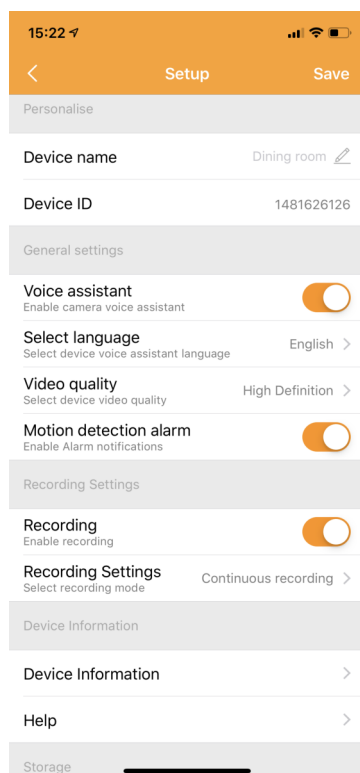 15:22
Setup Save
Personalise
Device name Dining room
Device ID 1481626126
General settings
Voice assistant
Enable camera voice assistant
Select language English
Select device voice assistant language
Video quality High Definition
Select device video quality
Motion detection alarm
Enable Alarm notifications
Recording Settings
Recording
Enable recording
Recording Settings Continuous recording
Select recording mode
Device Information
Device Information
Help
Storage